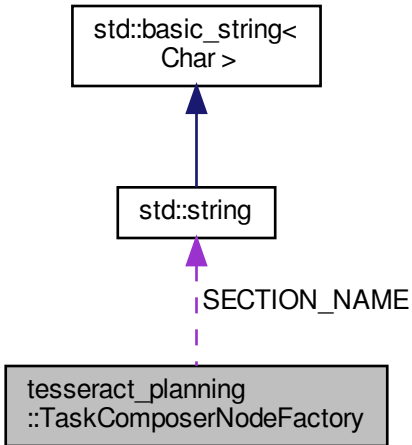 std::basic_string<
Char >
std::string
SECTION_NAME
tesseract_planning
::TaskComposerNodeFactory